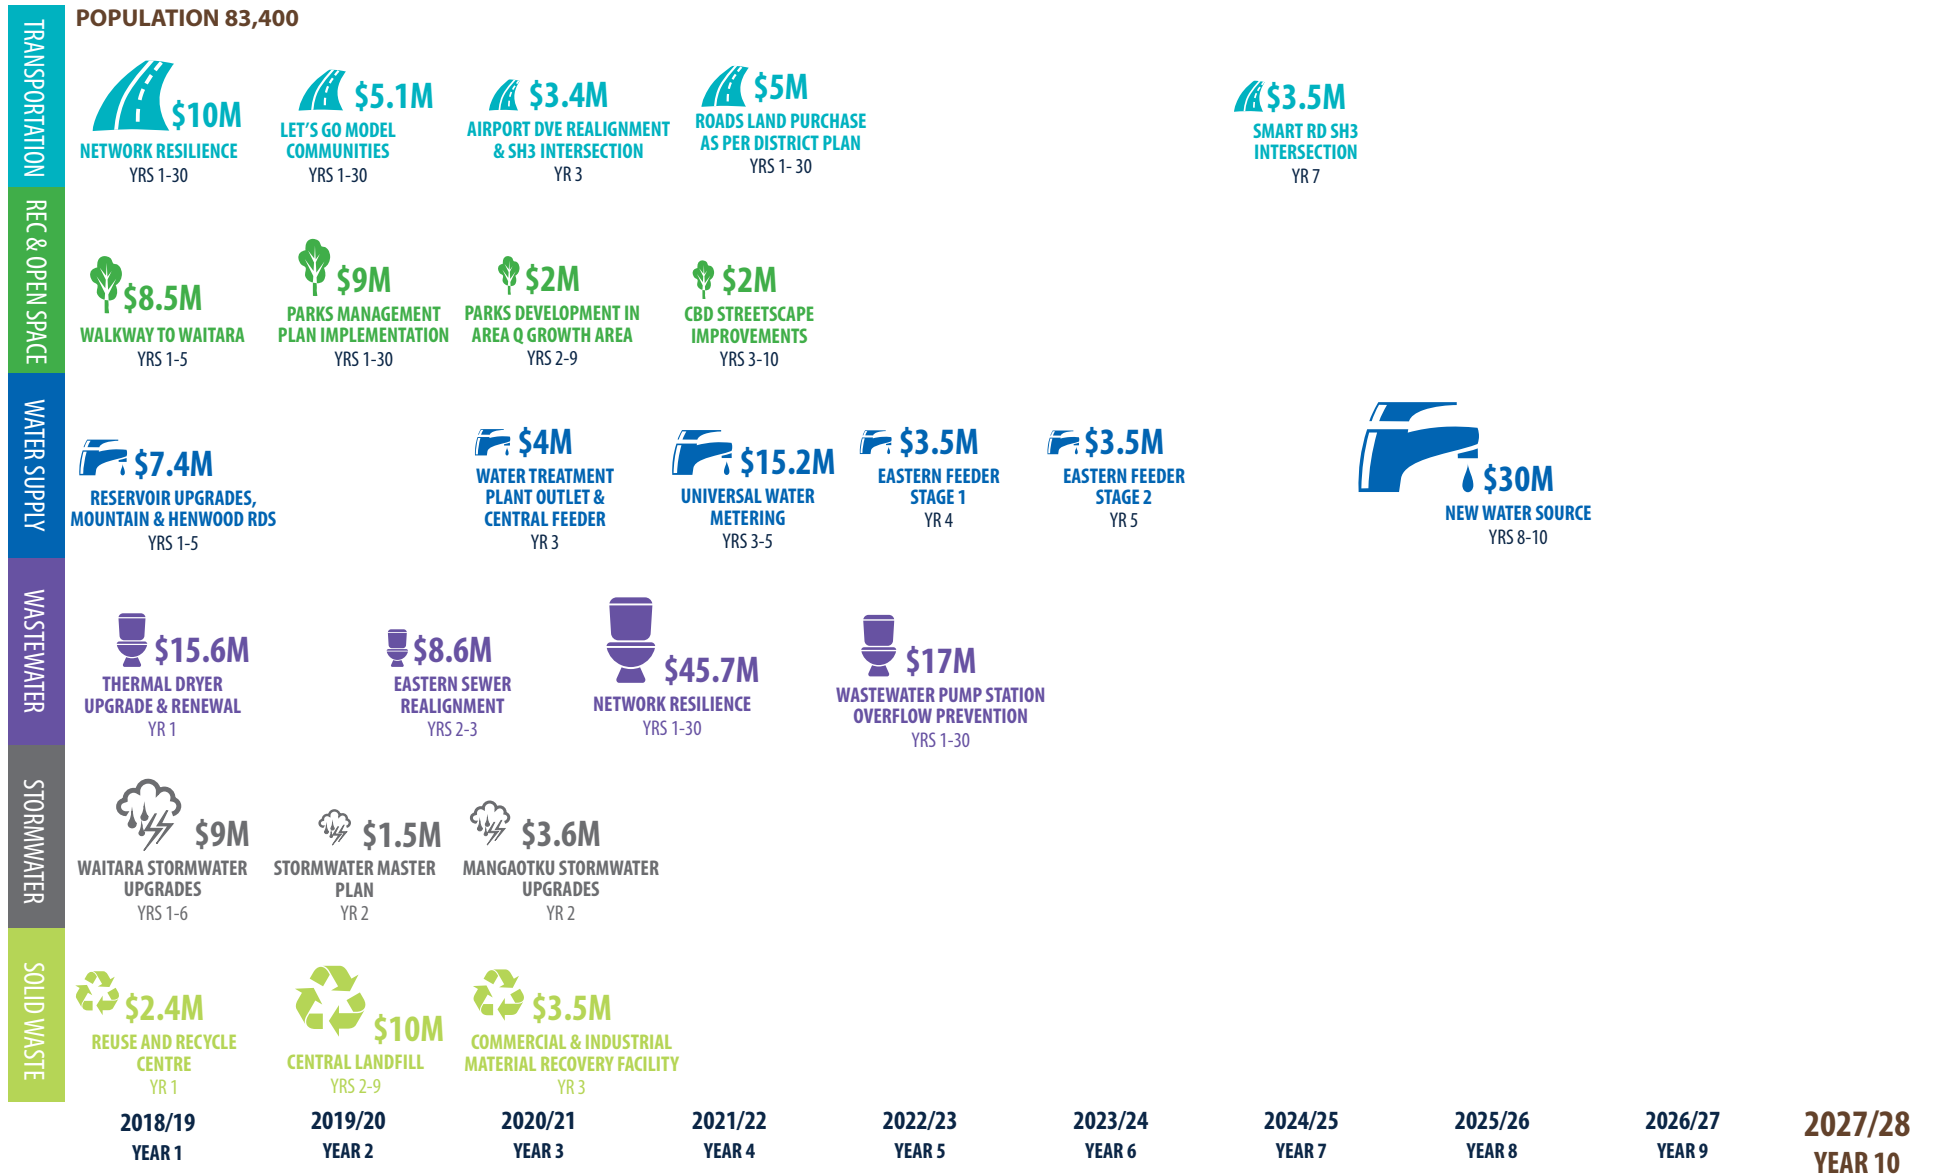 POPULATION 83,400
TRANSPORTATION
$10M
NETWORK RESILIENCE
YRS 1-30
$5.1M
LET'S GO MODEL
COMMUNITIES
YRS 1-30
$3.4M
AIRPORT DVE REALIGNMENT
& SH3 INTERSECTION
YR 3
$5M
ROADS LAND PURCHASE
AS PER DISTRICT PLAN
YRS 1- 30
$3.5M
SMART RD SH3
INTERSECTION
YR 7
REC & OPEN SPACE
$8.5M
WALKWAY TO WAITARA
YRS 1-5
$9M
PARKS MANAGEMENT
PLAN IMPLEMENTATION
YRS 1-30
$2M
PARKS DEVELOPMENT IN
AREA Q GROWTH AREA
YRS 2-9
$2M
CBD STREETSCAPE
IMPROVEMENTS
YRS 3-10
WATER SUPPLY
$7.4M
RESERVOIR UPGRADES,
MOUNTAIN & HENWOOD RDS
YRS 1-5
$4M
WATER TREATMENT
PLANT OUTLET &
CENTRAL FEEDER
YR 3
$15.2M
UNIVERSAL WATER
METERING
YRS 3-5
$3.5M
EASTERN FEEDER
STAGE 1
YR 4
$3.5M
EASTERN FEEDER
STAGE 2
YR 5
$30M
NEW WATER SOURCE
YRS 8-10
WASTEWATER
$15.6M
THERMAL DRYER
UPGRADE & RENEWAL
YR 1
$8.6M
EASTERN SEWER
REALIGNMENT
YRS 2-3
$45.7M
NETWORK RESILIENCE
YRS 1-30
$17M
WASTEWATER PUMP STATION
OVERFLOW PREVENTION
YRS 1-30
STORMWATER
$9M
WAITARA STORMWATER
UPGRADES
YRS 1-6
$1.5M
STORMWATER MASTER
PLAN
YR 2
$3.6M
MANGAOTKU STORMWATER
UPGRADES
YR 2
SOLID WASTE
$2.4M
REUSE AND RECYCLE
CENTRE
YR 1
$10M
CENTRAL LANDFILL
YRS 2-9
$3.5M
COMMERCIAL & INDUSTRIAL
MATERIAL RECOVERY FACILITY
YR 3
2018/19
YEAR 1
2019/20
YEAR 2
2020/21
YEAR 3
2021/22
YEAR 4
2022/23
YEAR 5
2023/24
YEAR 6
2024/25
YEAR 7
2025/26
YEAR 8
2026/27
YEAR 9
2027/28
YEAR 10